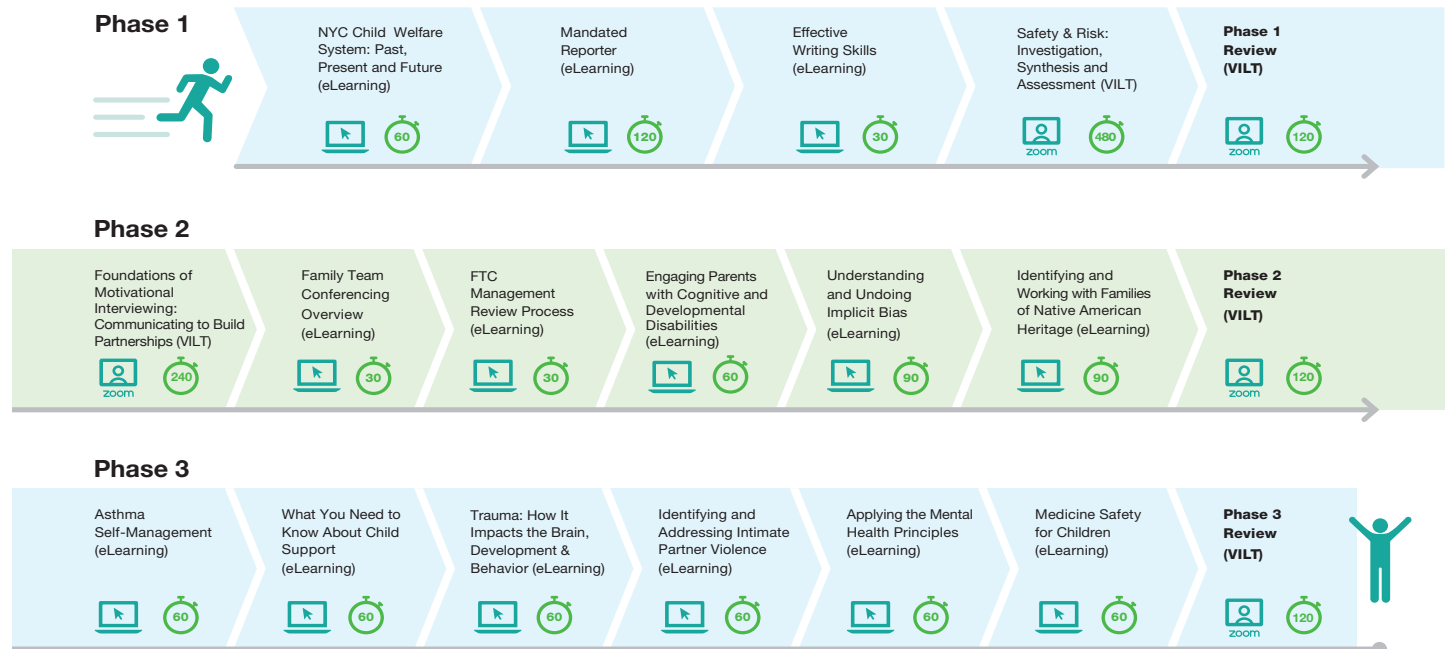 Phase 1
NYC Child Welfare
System: Past,
Present and Future
(eLearning)
60
Mandated
Reporter
(eLearning)
120
Effective
Writing Skills
(eLearning)
30
Safety & Risk:
Investigation,
Synthesis and
Assessment (VILT)
zoom
480
Phase 1
Review
(VILT)
zoom
120
Phase 2
Foundations of
Motivational
Interviewing:
Communicating to Build
Partnerships (VILT)
zoom
240
Family Team
Conferencing
Overview
(eLearning)
30
FTC
Management
Review Process
(eLearning)
30
Engaging Parents
with Cognitive and
Developmental
Disabilities
(eLearning)
60
Understanding
and Undoing
Implicit Bias
(eLearning)
90
Identifying and
Working with Families
of Native American
Heritage (eLearning)
90
Phase 2
Review
(VILT)
zoom
120
Phase 3
Asthma
Self-Management
(eLearning)
60
What You Need to
Know About Child
Support
(eLearning)
60
Trauma: How It
Impacts the Brain,
Development &
Behavior (eLearning)
60
Identifying and
Addressing Intimate
Partner Violence
(eLearning)
60
Applying the Mental
Health Principles
(eLearning)
60
Medicine Safety
for Children
(eLearning)
60
Phase 3
Review
(VILT)
zoom
120